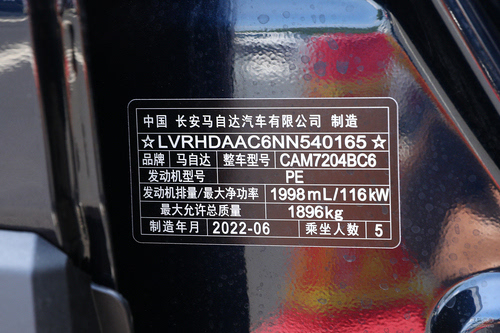 中国 长安马自达汽车有限公司 制造
☆LVRHDAAC6NN540165☆
品牌 马自达 整车型号 CAM7204BC6
发动机型号 PE
发动机排量/最大净功率 1998mL/116kW
最大允许总质量 1896kg
制造年月 2022-06 乘坐人数 5